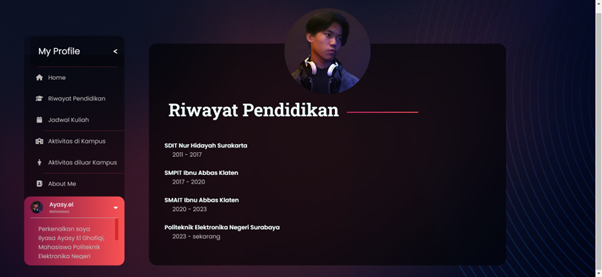 My Profile <
Home
Riwayat Pendidikan
Jadwal Kuliah
Aktivitas di Kampus
Aktivitas diluar Kampus
About Me
Ayasy.el
Mahasiswa
Perkenalkan saya
Ilyasa Ayasy El Ghofiqi,
Mahasiswa Politeknik
Elektronika Negeri
Riwayat Pendidikan
SDIT Nur Hidayah Surakarta
2011 - 2017
SMPIT Ibnu Abbas Klaten
2017 - 2020
SMAIT Ibnu Abbas Klaten
2020 - 2023
Politeknik Elektronika Negeri Surabaya
2023 - sekarang